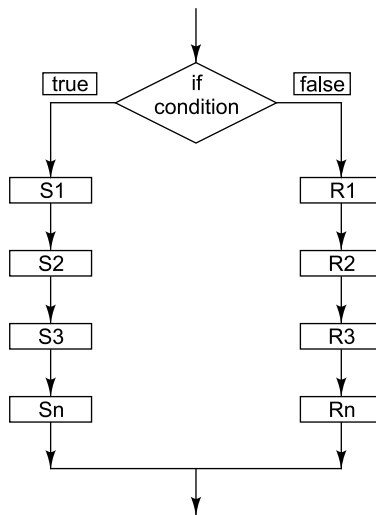 if
true
false
condition
S1
R1
S2
R2
S3
R3
Sn
Rn